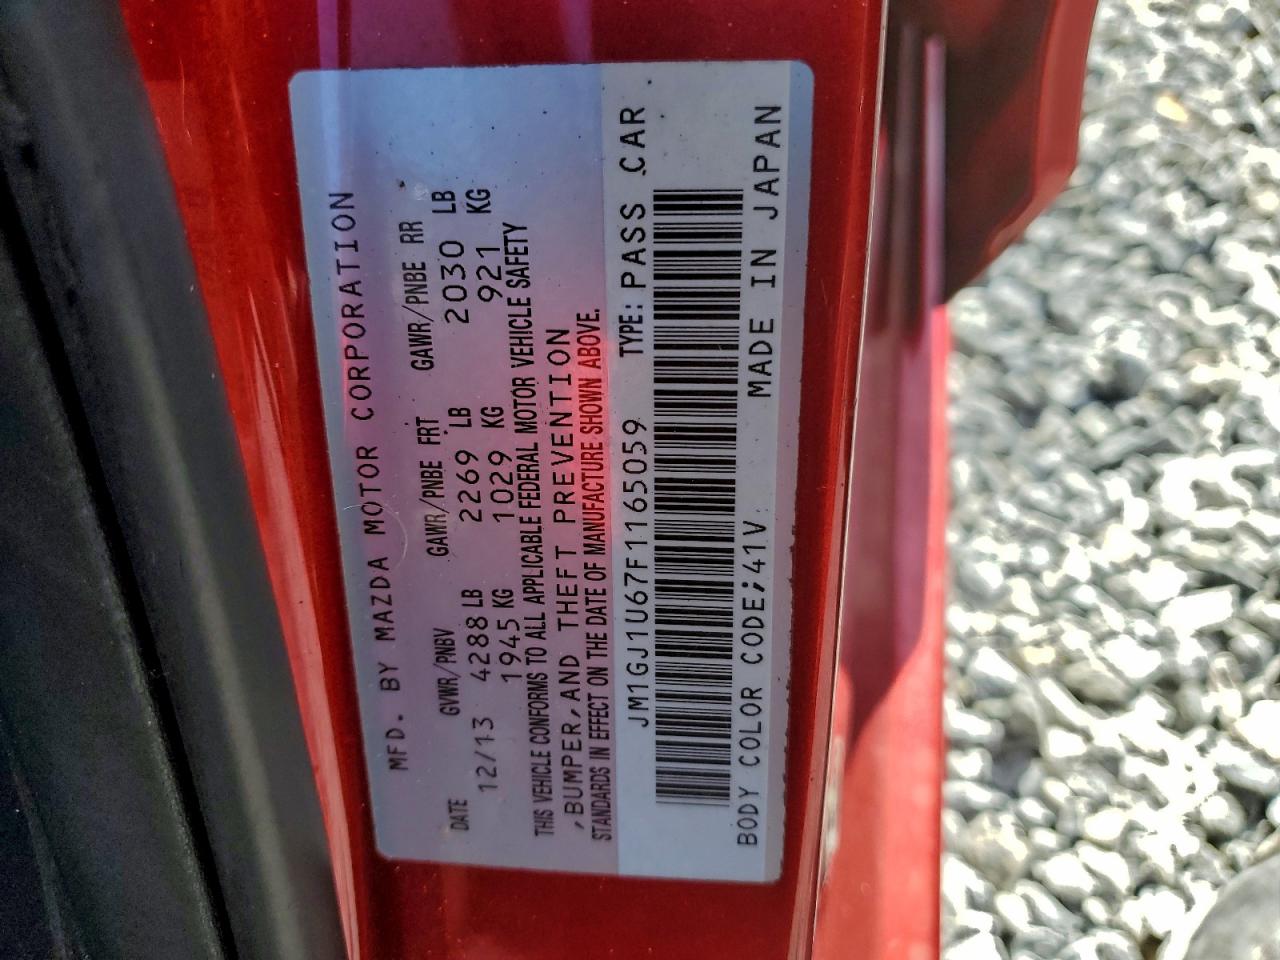 MFD. BY MAZDA MOTOR CORPORATION
DATE GVWR/PNBV GAWR/PNBE FRT GAWR/PNBE RR
12/13 4288 LB 2269 LB 2030 LB
1945 KG 1029 KG 921 KG
THIS VEHICLE CONFORMS TO ALL APPLICABLE FEDERAL MOTOR VEHICLE SAFETY
,BUMPER,AND THEFT PREVENTION
STANDARDS IN EFFECT ON THE DATE OF MANUFACTURE SHOWN ABOVE.
JM1GJ1U67F1165059 TYPE: PASS CAR
BODY COLOR CODE;41V MADE IN JAPAN